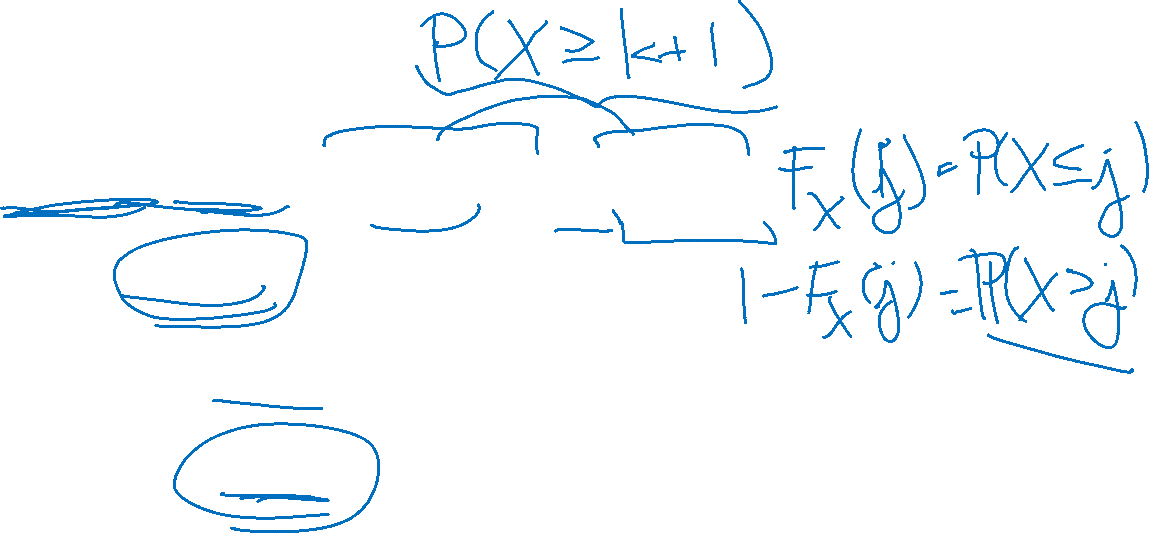 P(X ≥ k+1)
F_X(j) = P(X ≤ j)
1 - F_X(j) = P(X > j)